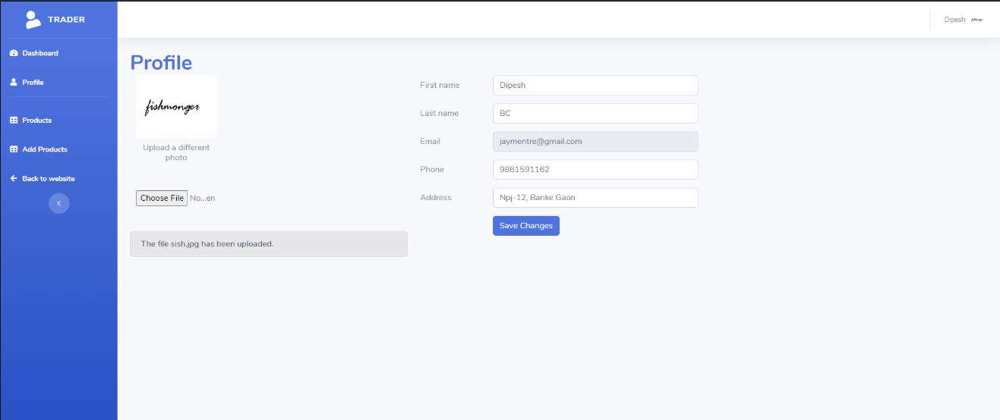 TRADER
Dipesh
fishmonger
Dashboard
Profile
Products
Add Products
Back to website
Profile
fishmonger
Upload a different
photo
Choose File No...en
The file sish.jpg has been uploaded.
First name Dipesh
Last name BC
Email jaymentre@gmail.com
Phone 9861591162
Address Npj-12, Banke Gaon
Save Changes